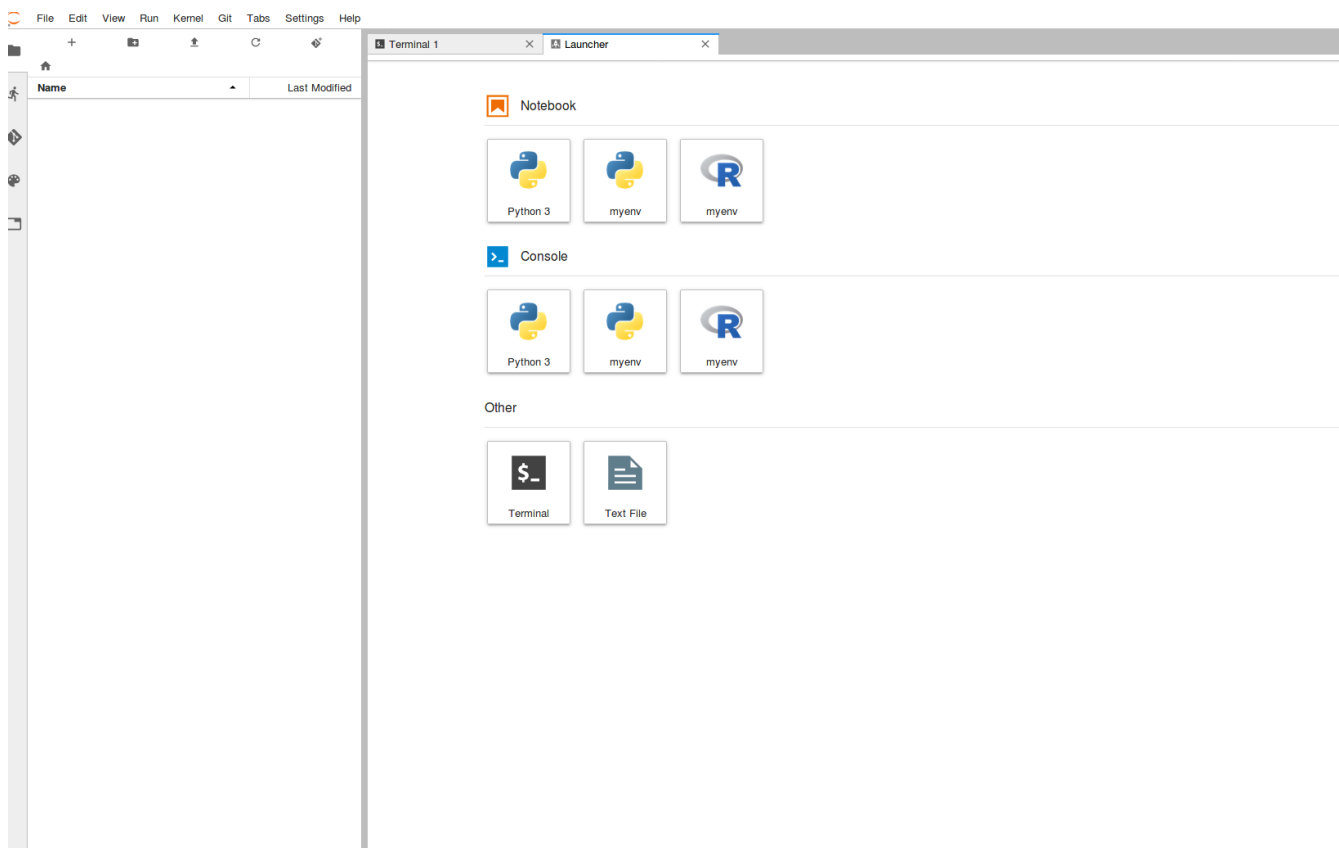 File Edit View Run Kernel Git Tabs Settings Help
Terminal 1 Launcher
Name Last Modified
Notebook
Python 3 myenv myenv
Console
Python 3 myenv myenv
Other
$_
Terminal Text File